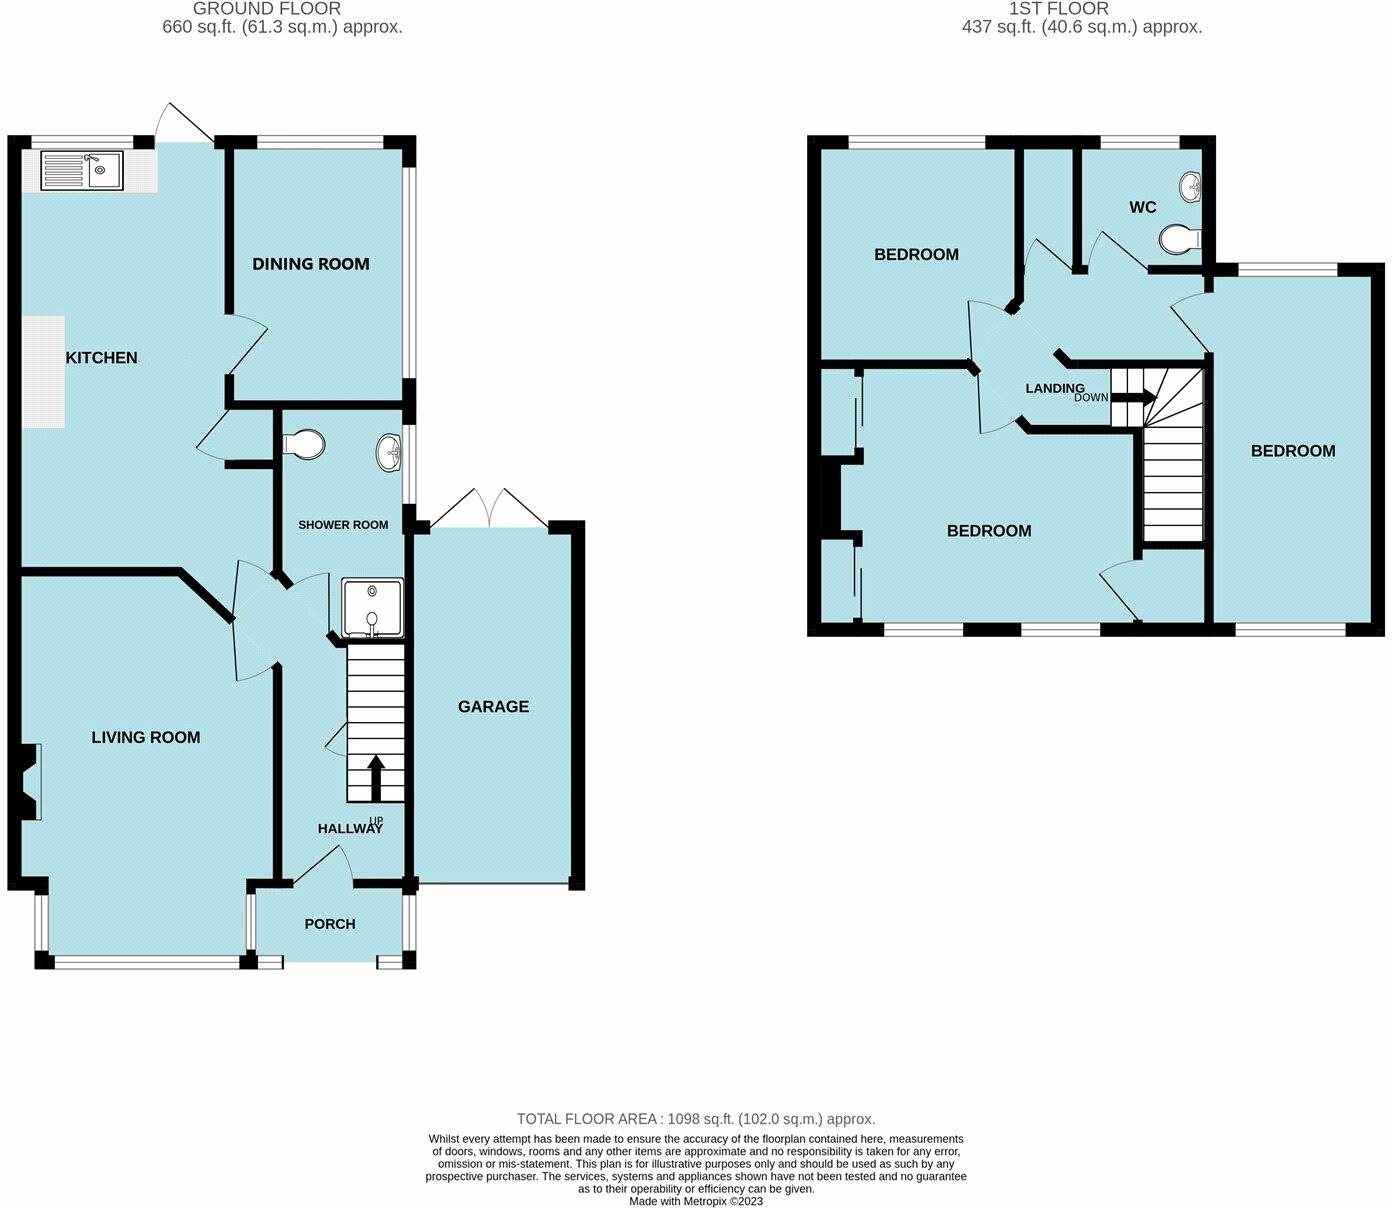 GROUND FLOOR
660 sq.ft. (61.3 sq.m.) approx.
1ST FLOOR
437 sq.ft. (40.6 sq.m.) approx.
DINING ROOM
KITCHEN
SHOWER ROOM
LIVING ROOM
GARAGE
UP
HALLWAY
PORCH
WC
BEDROOM
LANDING
DOWN
BEDROOM
BEDROOM
TOTAL FLOOR AREA : 1098 sq.ft. (102.0 sq.m.) approx.
Whilst every attempt has been made to ensure the accuracy of the floorplan contained here, measurements
of doors, windows, rooms and any other items are approximate and no responsibility is taken for any error,
omission or mis-statement. This plan is for illustrative purposes only and should be used as such by any
prospective purchaser. The services, systems and appliances shown have not been tested and no guarantee
as to their operability or efficiency can be given.
Made with Metropix ©2023